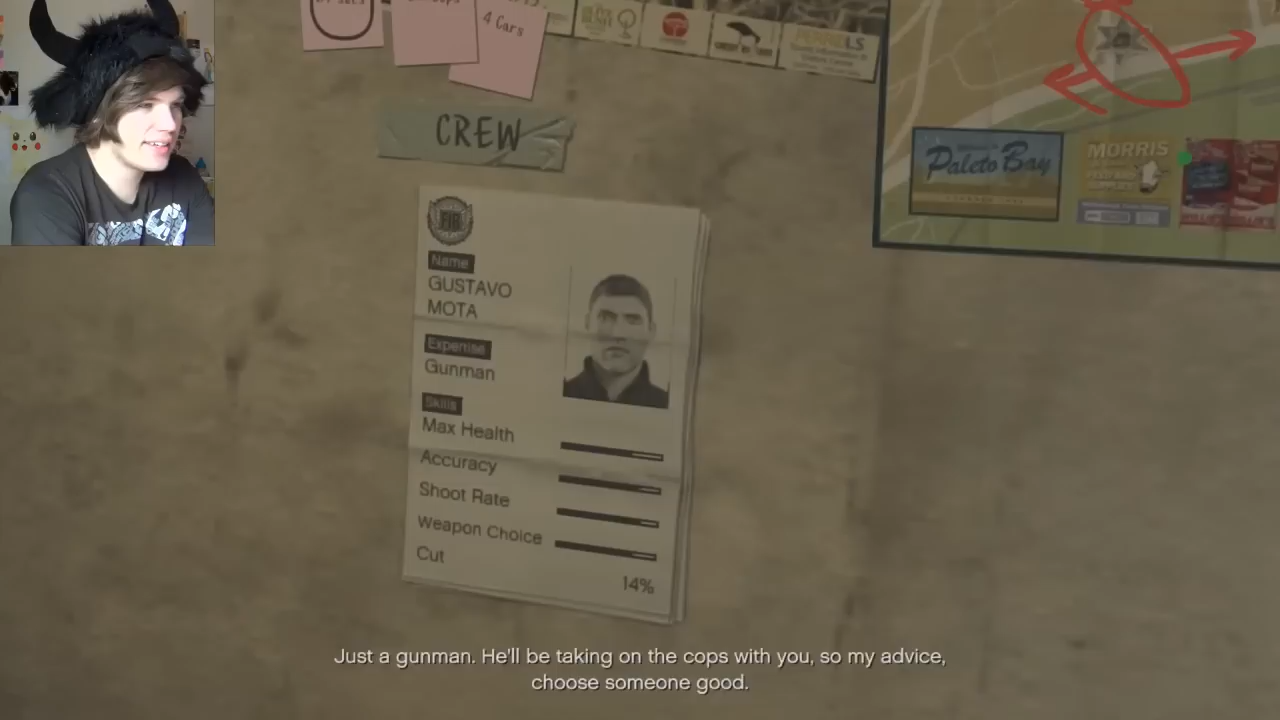 4 Cars
CREW
Paleto Bay
MORRIS
FIB
Name
GUSTAVO
MOTA
Expertise
Gunman
Skills
Max Health
Accuracy
Shoot Rate
Weapon Choice
Cut
14%
Just a gunman. He'll be taking on the cops with you, so my advice,
choose someone good.